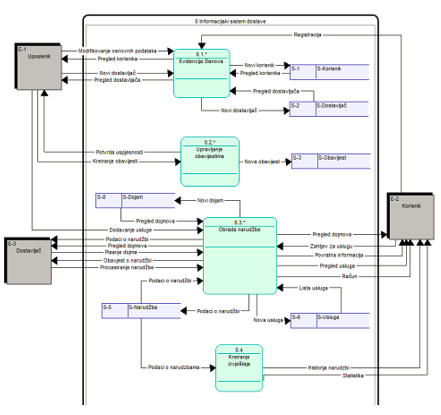 0 Informacijski sistem dostave
Registracija
E-1
Uposlenik
Modifikovanje osnovnih podataka
Pregled korisnika
Novi dostavljač
Pregled dostavljača
0.1.*
Evidencija članova
Novi korisnik
Pregled korisnika
S-1
S-Korisnik
Pregled dostavljača
Novi dostavljač
S-2
S-Dostavljač
Potvrda uspješnosti
Kreiranje obavijesti
0.2.*
Upravljanje
obavijestima
Nova obavijest
S-3
S-Obavijest
E-2
Korisnik
S-8
S-Dojam
Novi dojam
Pregled dojmova
Dodavanje usluge
0.3.*
Obrada narudžbe
E-3
Dostavljač
Podaci o narudžbi
Pregled dojmova
Pisanje dojma
Obavijest o narudžbi
Procesiranje narudžbe
Pregled dojmova
Zahtjev za uslugu
Povratna informacija
Pregled usluga
Račun
Podaci o narudžbi
Lista usluga
S-5
S-Narudžba
Podaci o narudžbi
Nova usluga
S-6
S-Usluga
0.4
Kreiranje
izvještaja
Podaci o narudžbama
Historija narudžbi
Statistika